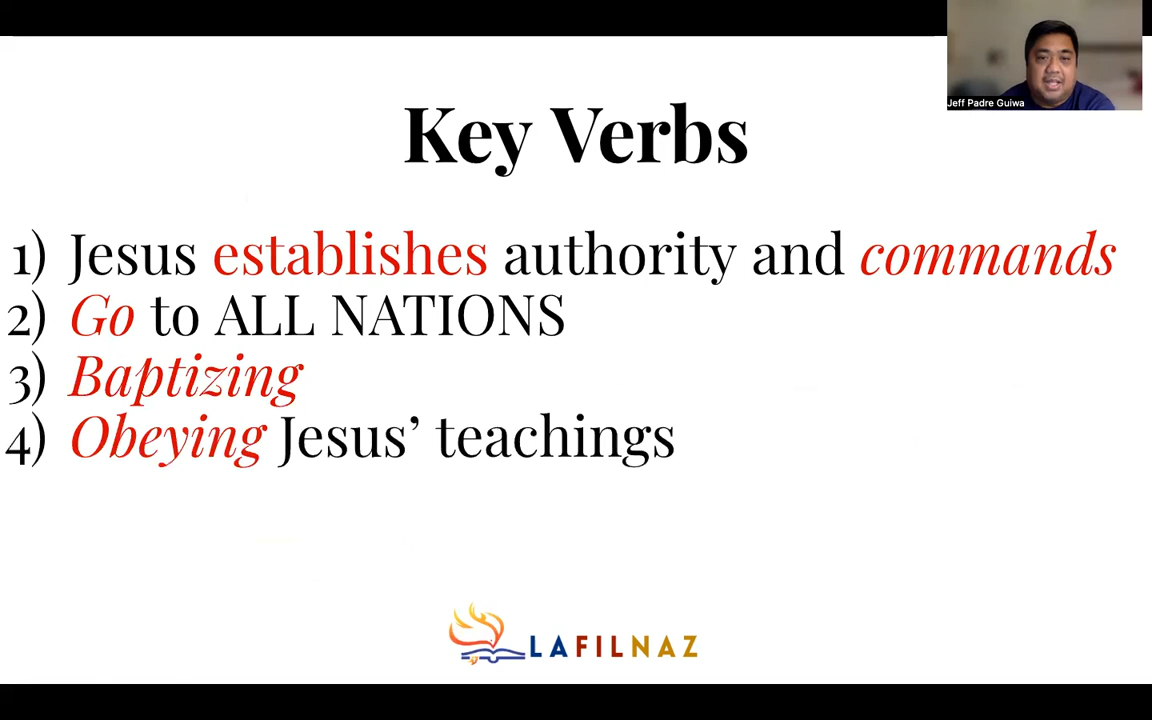 Jeff Padre Guiwa
Key Verbs
1) Jesus establishes authority and commands
2) Go to ALL NATIONS
3) Baptizing
4) Obeying Jesus’ teachings
LAFILNAZ